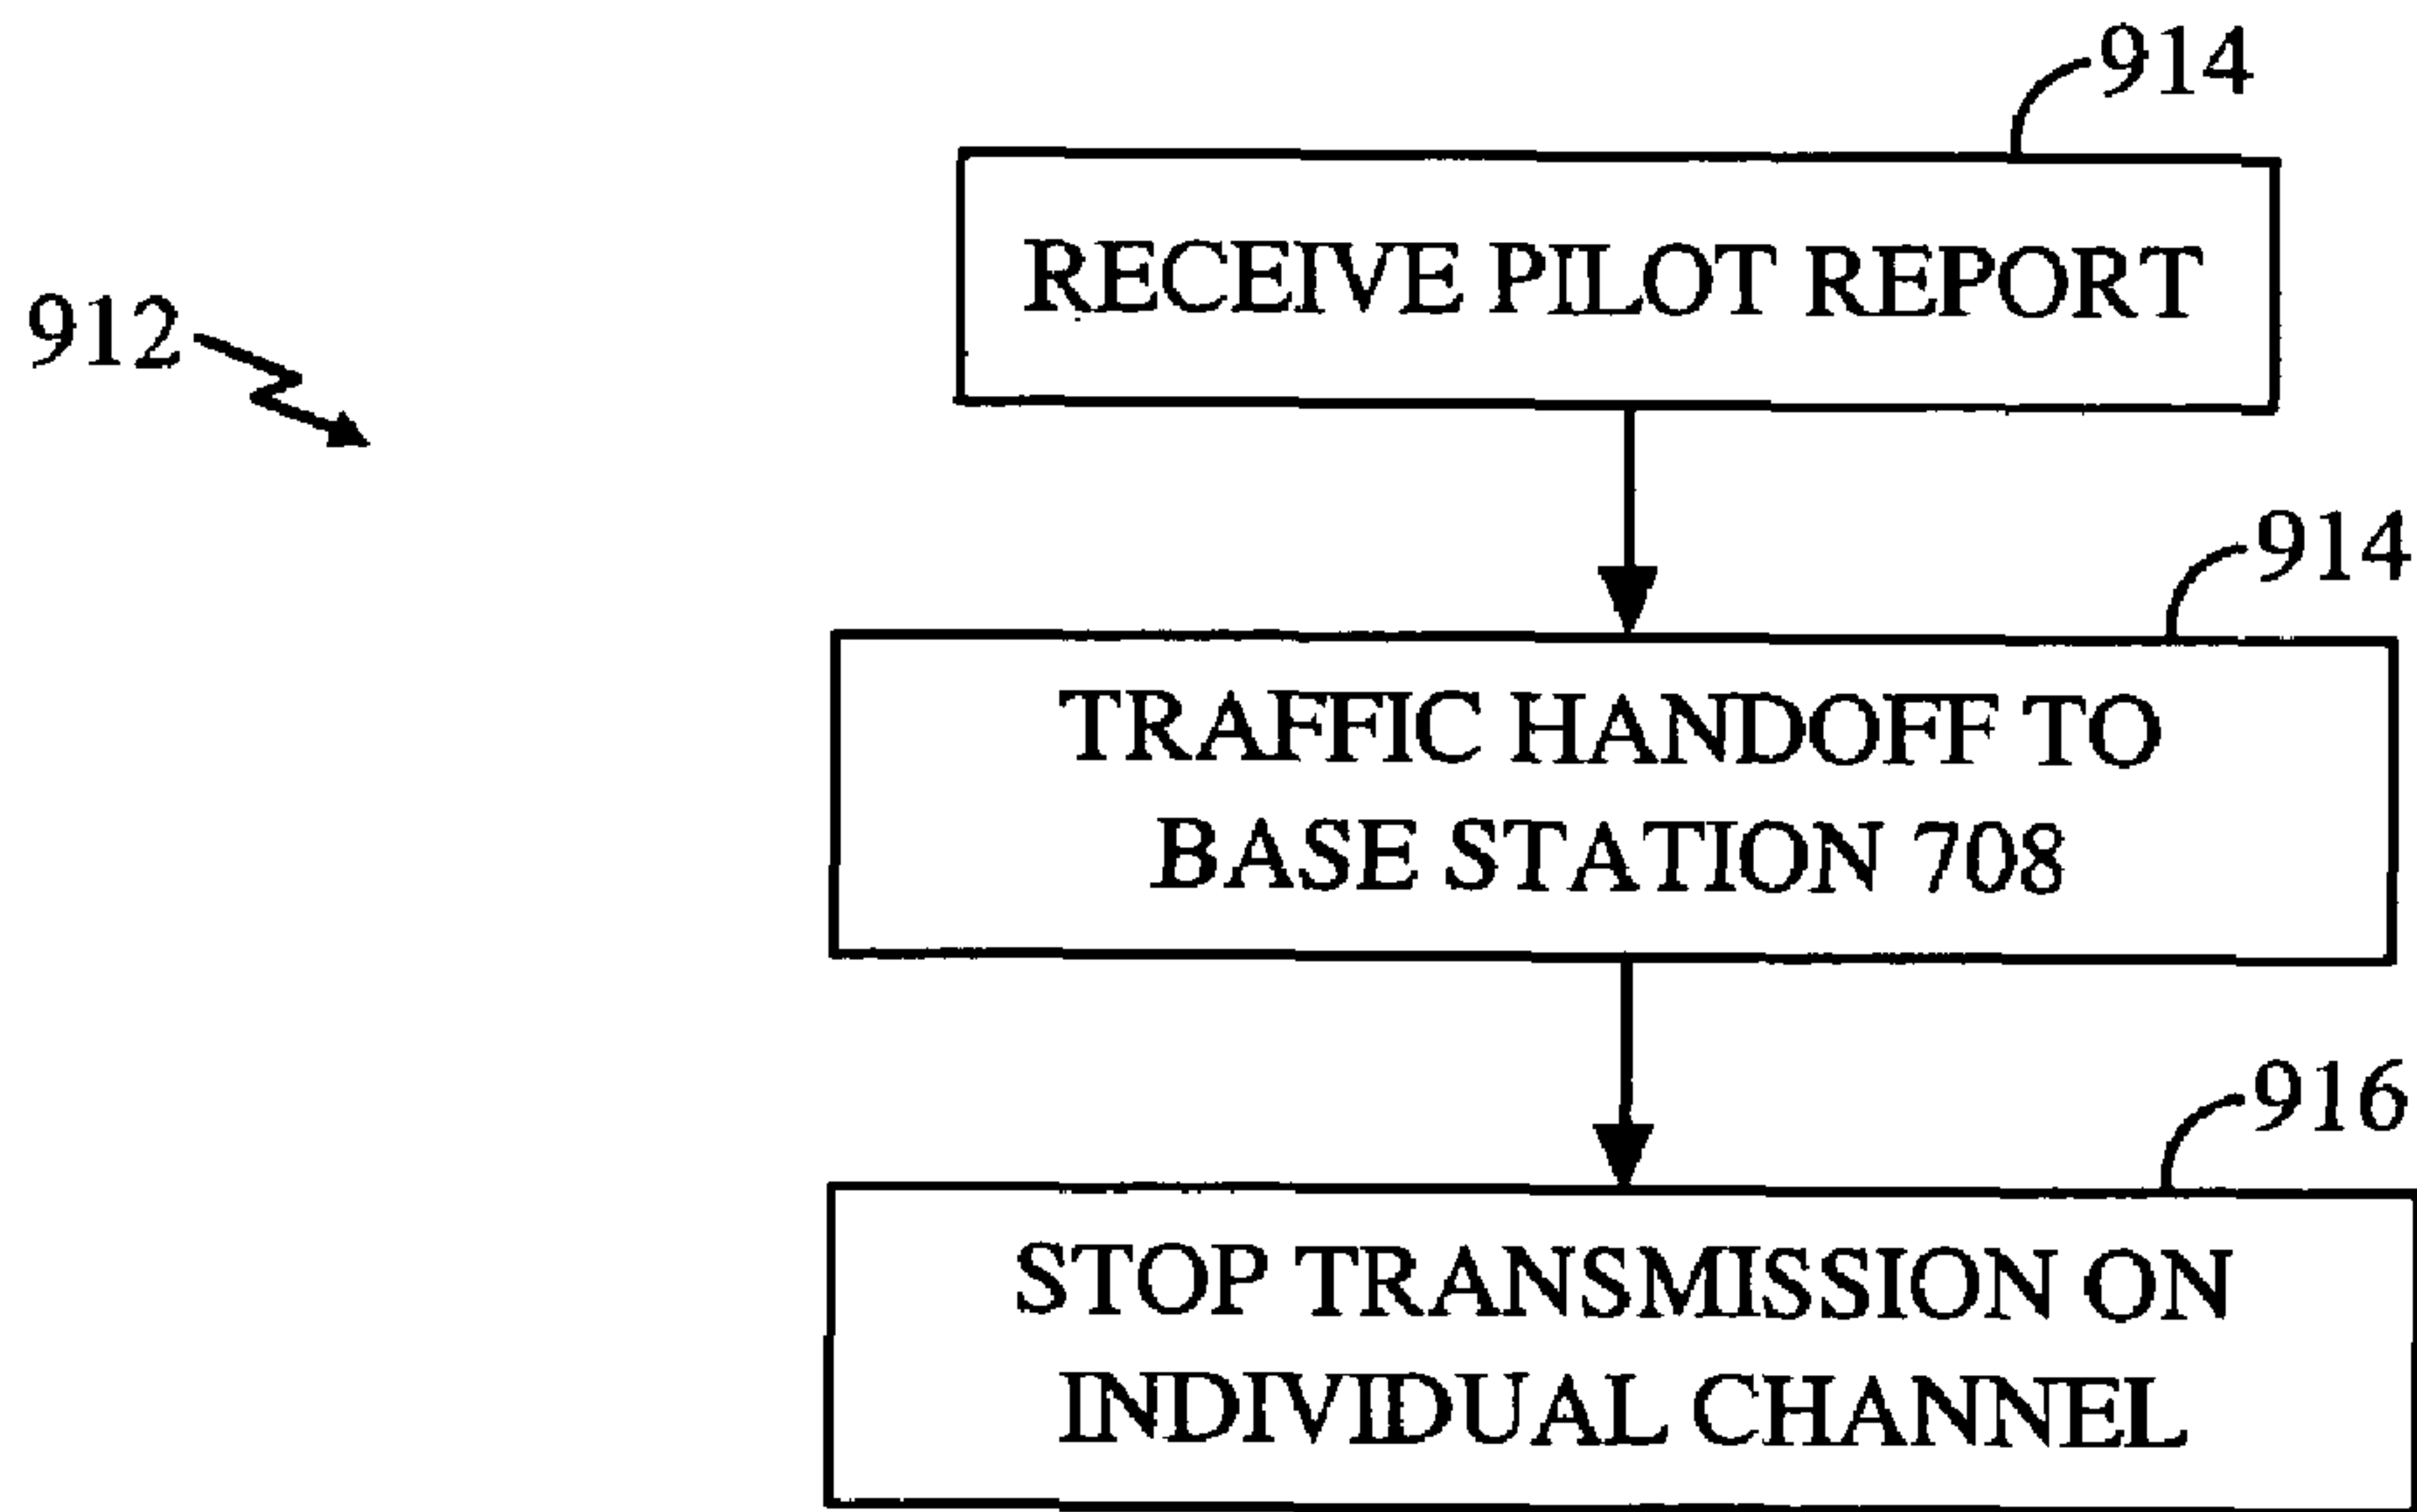 914
RECEIVE PILOT REPORT
912
914
TRAFFIC HANDOFF TO
BASE STATION 708
916
STOP TRANSMISSION ON
INDIVIDUAL CHANNEL